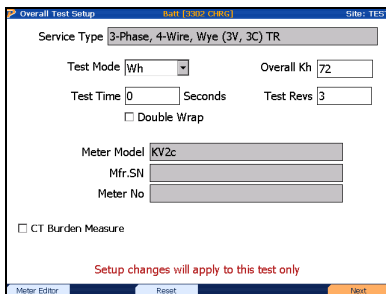 Overall Test Setup Batt [3302 CHRG] Site: TES
Service Type 3-Phase, 4-Wire, Wye (3V, 3C) TR
Test Mode Wh Overall Kh 72
Test Time 0 Seconds Test Revs 3
Double Wrap
Meter Model KV2c
Mfr.SN
Meter No
CT Burden Measure
Setup changes will apply to this test only
Meter Editor Reset Next